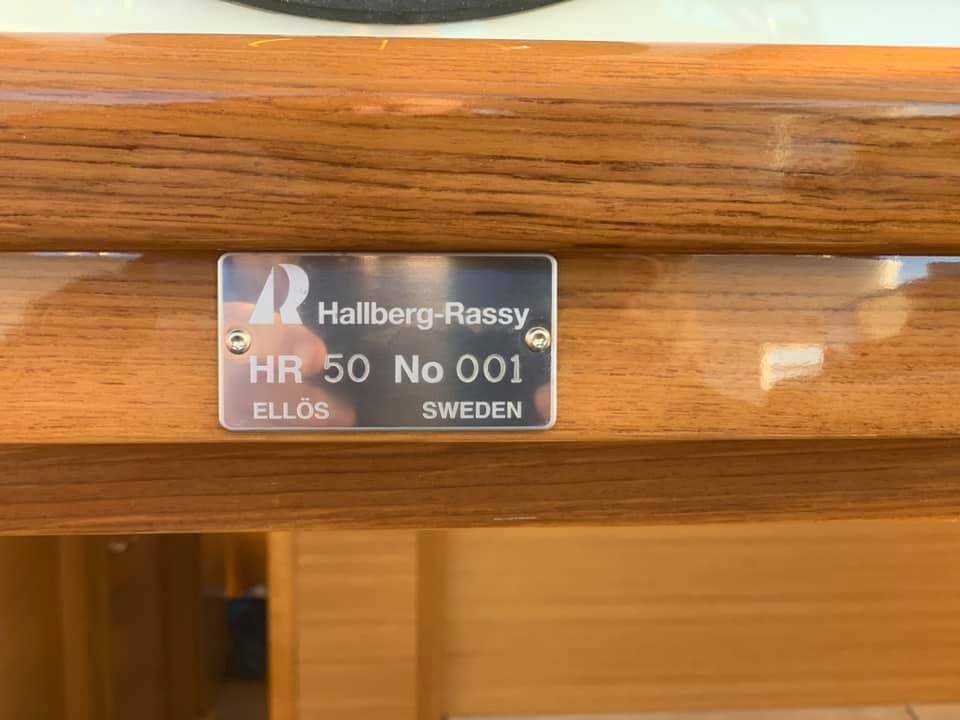 Hallberg-Rassy
HR 50 No 001
ELLÖS SWEDEN